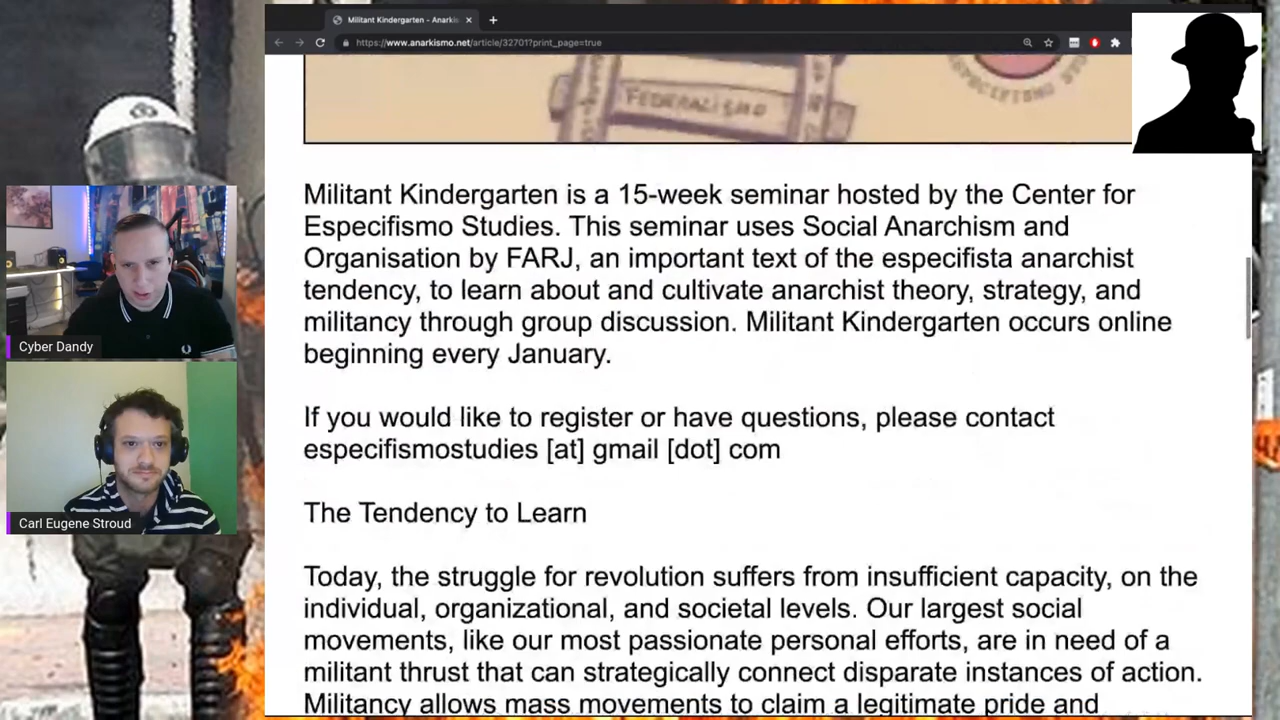 Militant Kindergarten - Anarkis
https://www.anarkismo.net/article/32701?print_page=true
FEDERALISMO
ESPECIFISMO STU
Militant Kindergarten is a 15-week seminar hosted by the Center for
Especifismo Studies. This seminar uses Social Anarchism and
Organisation by FARJ, an important text of the especifista anarchist
tendency, to learn about and cultivate anarchist theory, strategy, and
militancy through group discussion. Militant Kindergarten occurs online
beginning every January.
If you would like to register or have questions, please contact
especifismostudies [at] gmail [dot] com
The Tendency to Learn
Today, the struggle for revolution suffers from insufficient capacity, on the
individual, organizational, and societal levels. Our largest social
movements, like our most passionate personal efforts, are in need of a
militant thrust that can strategically connect disparate instances of action.
Militancy allows mass movements to claim a legitimate pride and
Cyber Dandy
Carl Eugene Stroud